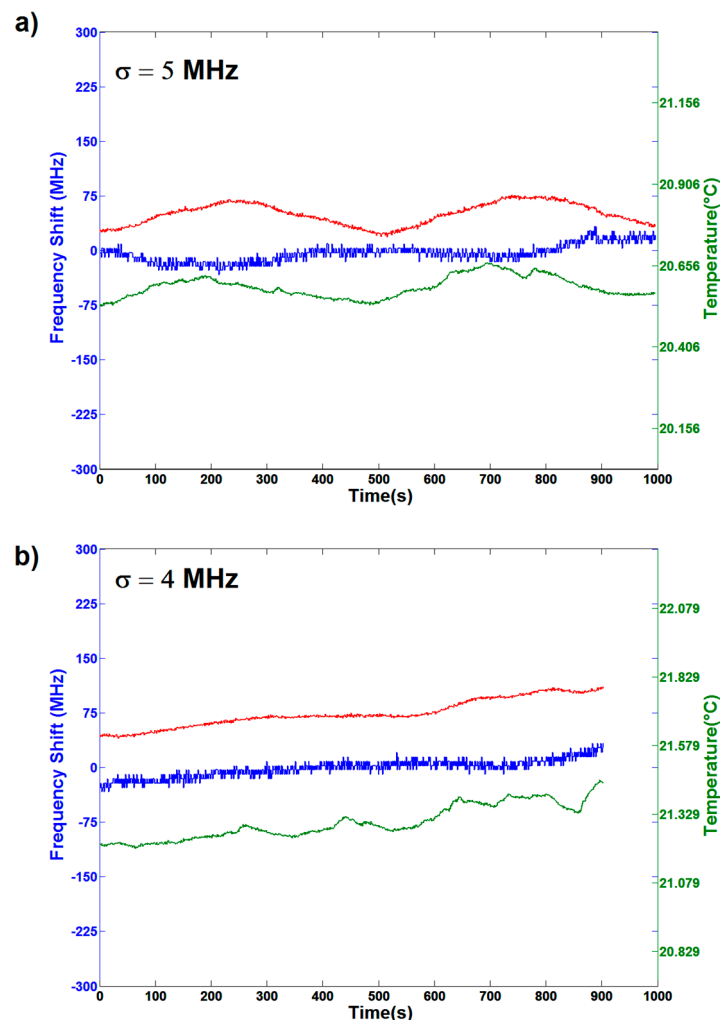 a)
σ = 5 MHz
Frequency Shift (MHz)
300
225
150
75
0
-75
-150
-225
-300
21.156
20.906
20.656
20.406
20.156
Temperature(°C)
0 100 200 300 400 500 600 700 800 900 1000
Time(s)
b)
σ = 4 MHz
Frequency Shift (MHz)
300
225
150
75
0
-75
-150
-225
-300
22.079
21.829
21.579
21.329
21.079
20.829
Temperature(°C)
0 100 200 300 400 500 600 700 800 900 1000
Time(s)